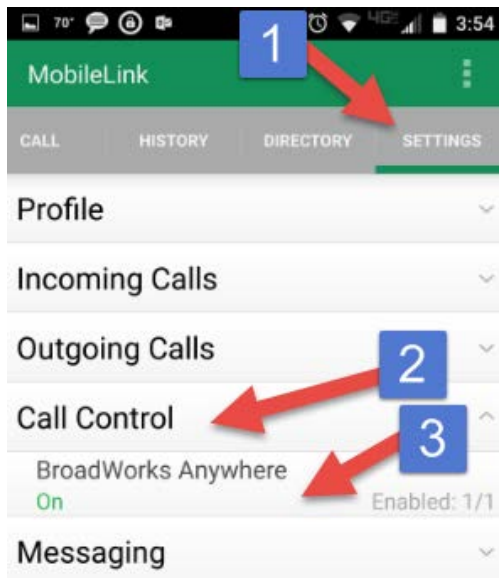 70°
4G
3:54
1
MobileLink
CALL HISTORY DIRECTORY SETTINGS
Profile
Incoming Calls
Outgoing Calls
2
Call Control
3
BroadWorks Anywhere
On Enabled: 1/1
Messaging